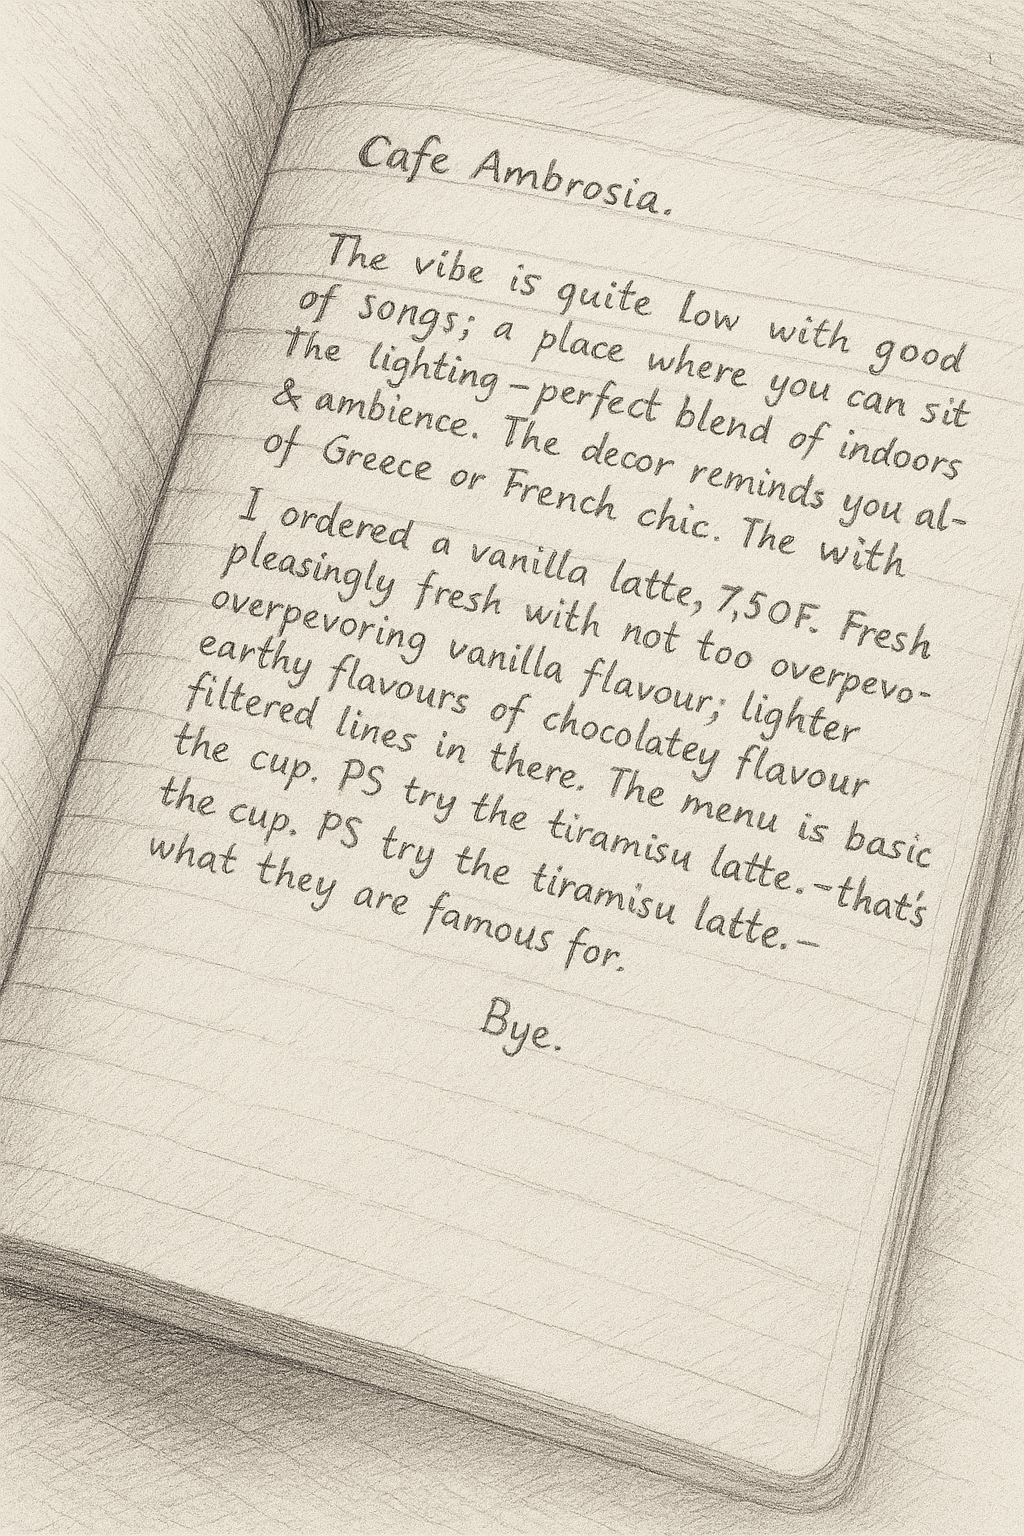 Cafe Ambrosia.
The vibe is quite low with good
of songs; a place where you can sit
The lighting – perfect blend of indoors
& ambience. The decor reminds you al-
of Greece or French chic. The with
I ordered a vanilla latte, 7,50F. Fresh
pleasingly fresh with not too overpevo-
overpevoring vanilla flavour; lighter
earthy flavours of chocolatey flavour
filtered lines in there. The menu is basic
the cup. PS try the tiramisu latte. – that's
the cup. PS try the tiramisu latte. –
what they are famous for.
Bye.